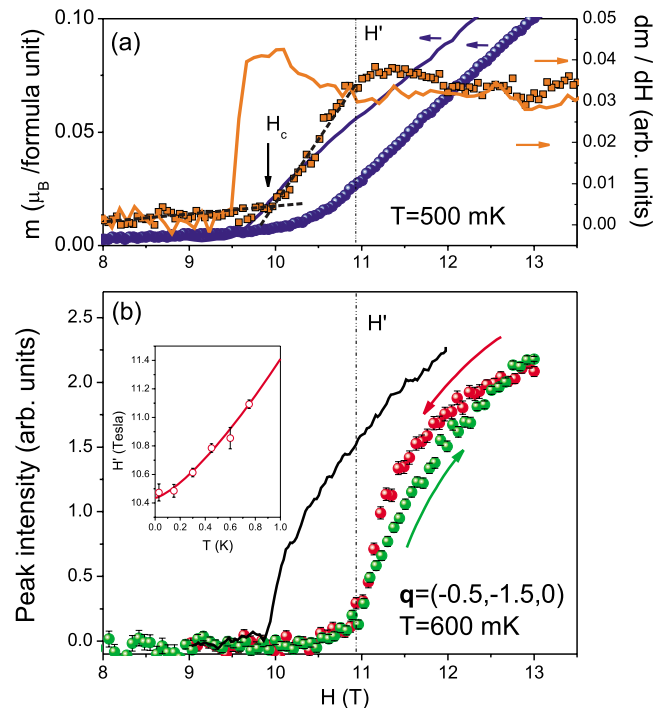 (a)
H'
H_c
T=500 mK
m (μ_B /formula unit)
0.10
0.05
0.00
dm / dH (arb. units)
0.05
0.04
0.03
0.02
0.01
0.00
8 9 10 11 12 13
(b)
H'
Peak intensity (arb. units)
2.5
2.0
1.5
1.0
0.5
0.0
H' (Tesla)
11.4
11.2
11.0
10.8
10.6
10.4
0.0 0.2 0.4 0.6 0.8 1.0
T (K)
q=(-0.5,-1.5,0)
T=600 mK
8 9 10 11 12 13
H (T)